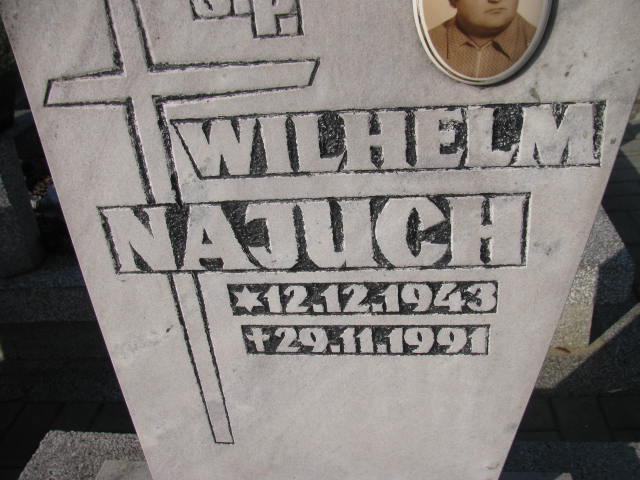 Ś.P.
WILHELM
NAJUCH
*12.12.1943
✝29.11.1991